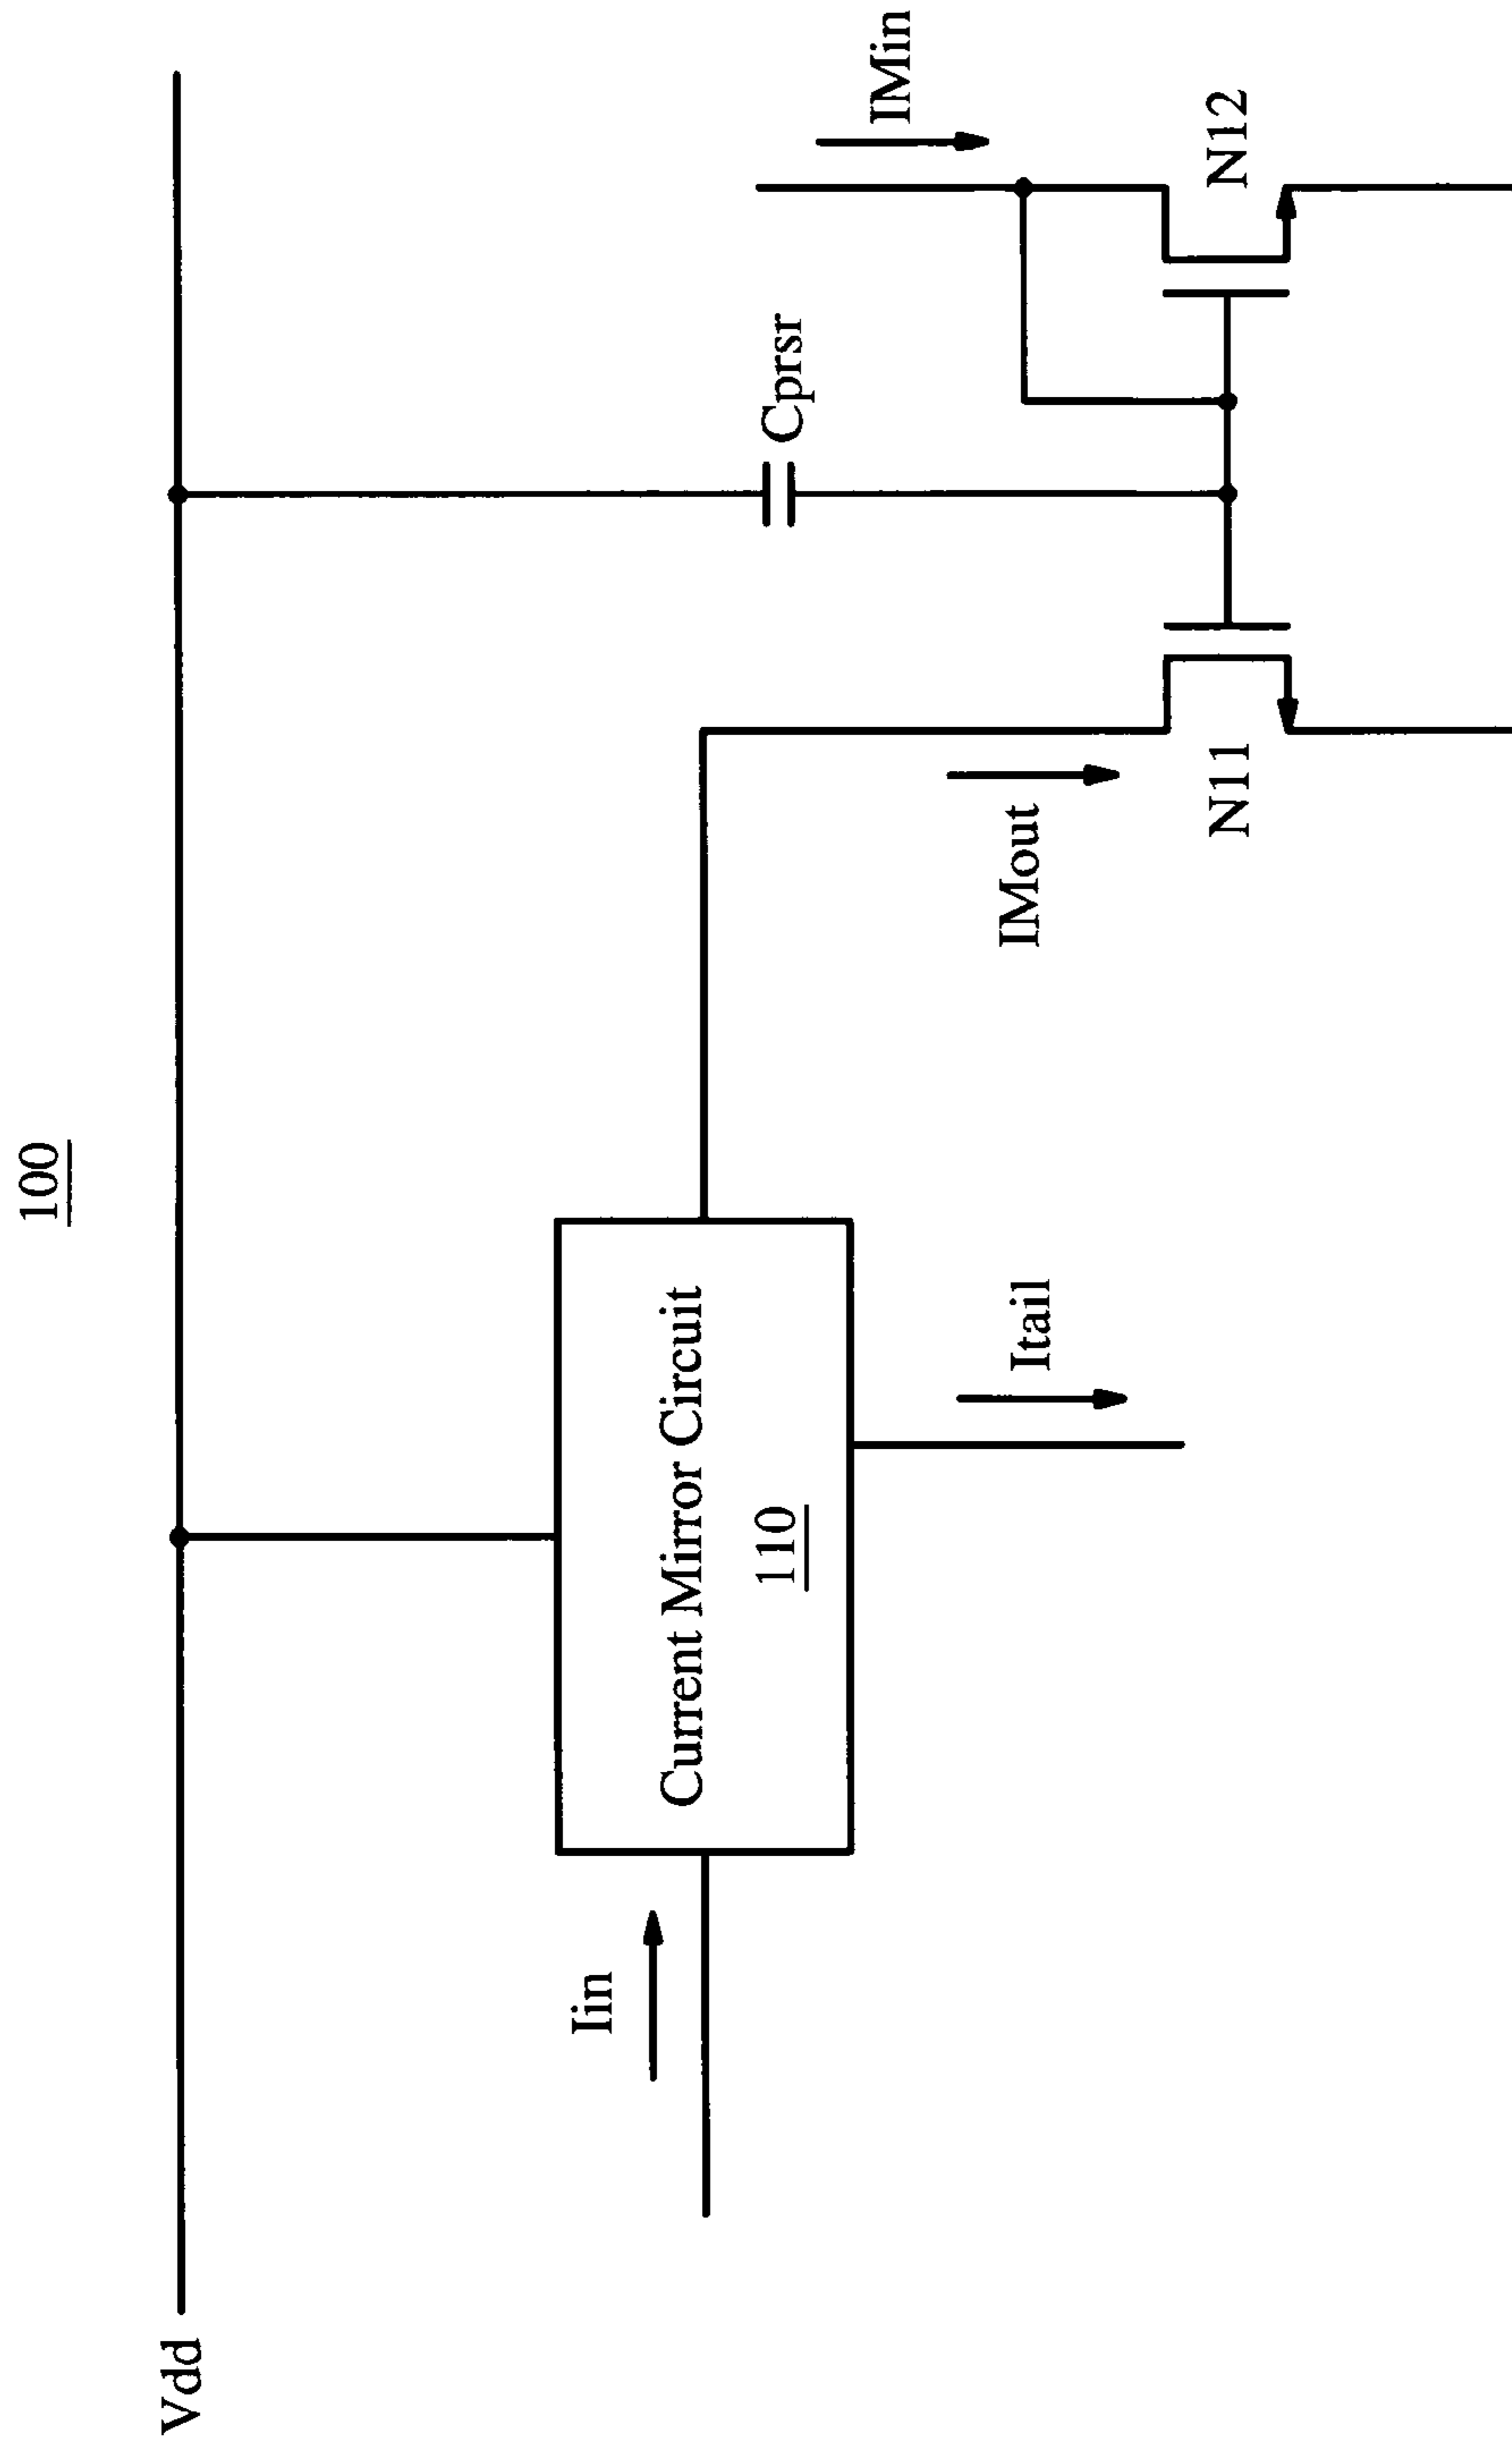 100
Vdd
Iin
Current Mirror Circuit
110
Itail
IMout
N11
Cprsr
IMin
N12